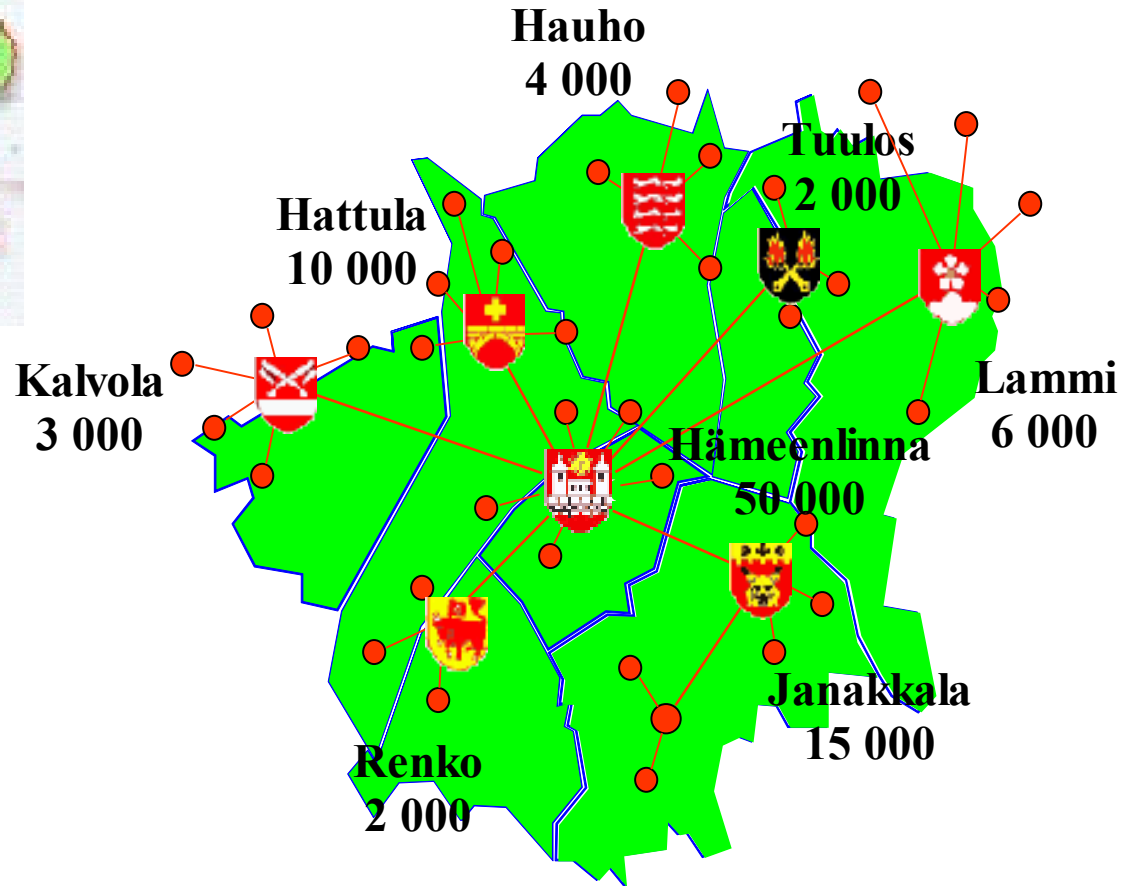 Hauho
4 000
Tuulos
2 000
Hattula
10 000
Kalvola
3 000
Lammi
6 000
Hämeenlinna
50 000
Janakkala
15 000
Renko
2 000